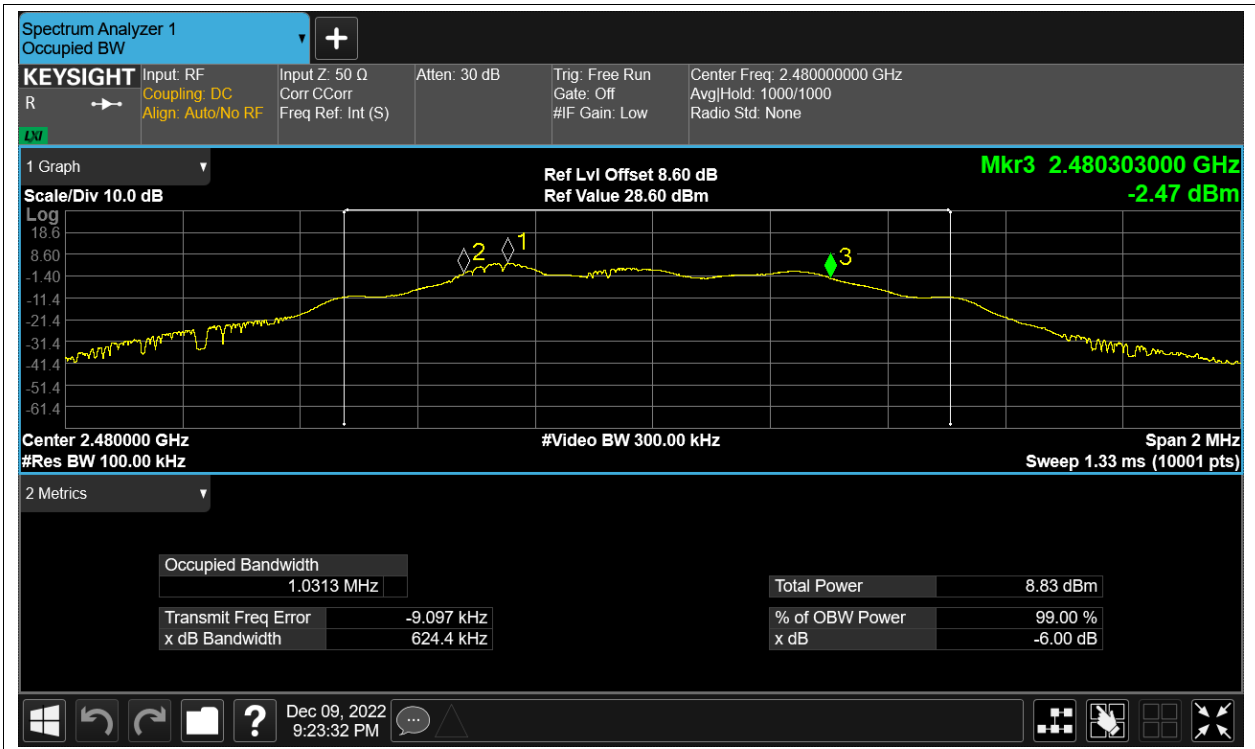 Spectrum Analyzer 1
Occupied BW
KEYSIGHT
R
LXI
Input: RF
Coupling: DC
Align: Auto/No RF
Input Z: 50 Ω
Corr CCorr
Freq Ref: Int (S)
Atten: 30 dB
Trig: Free Run
Gate: Off
#IF Gain: Low
Center Freq: 2.480000000 GHz
Avg|Hold: 1000/1000
Radio Std: None
1 Graph
Scale/Div 10.0 dB
Ref Lvl Offset 8.60 dB
Ref Value 28.60 dBm
Mkr3 2.480303000 GHz
-2.47 dBm
Log
18.6
8.60
-1.40
-11.4
-21.4
-31.4
-41.4
-51.4
-61.4
2
1
3
Center 2.480000 GHz
#Res BW 100.00 kHz
#Video BW 300.00 kHz
Span 2 MHz
Sweep 1.33 ms (10001 pts)
2 Metrics
Occupied Bandwidth
1.0313 MHz
Transmit Freq Error -9.097 kHz
x dB Bandwidth 624.4 kHz
Total Power 8.83 dBm
% of OBW Power 99.00 %
x dB -6.00 dB
?
Dec 09, 2022
9:23:32 PM